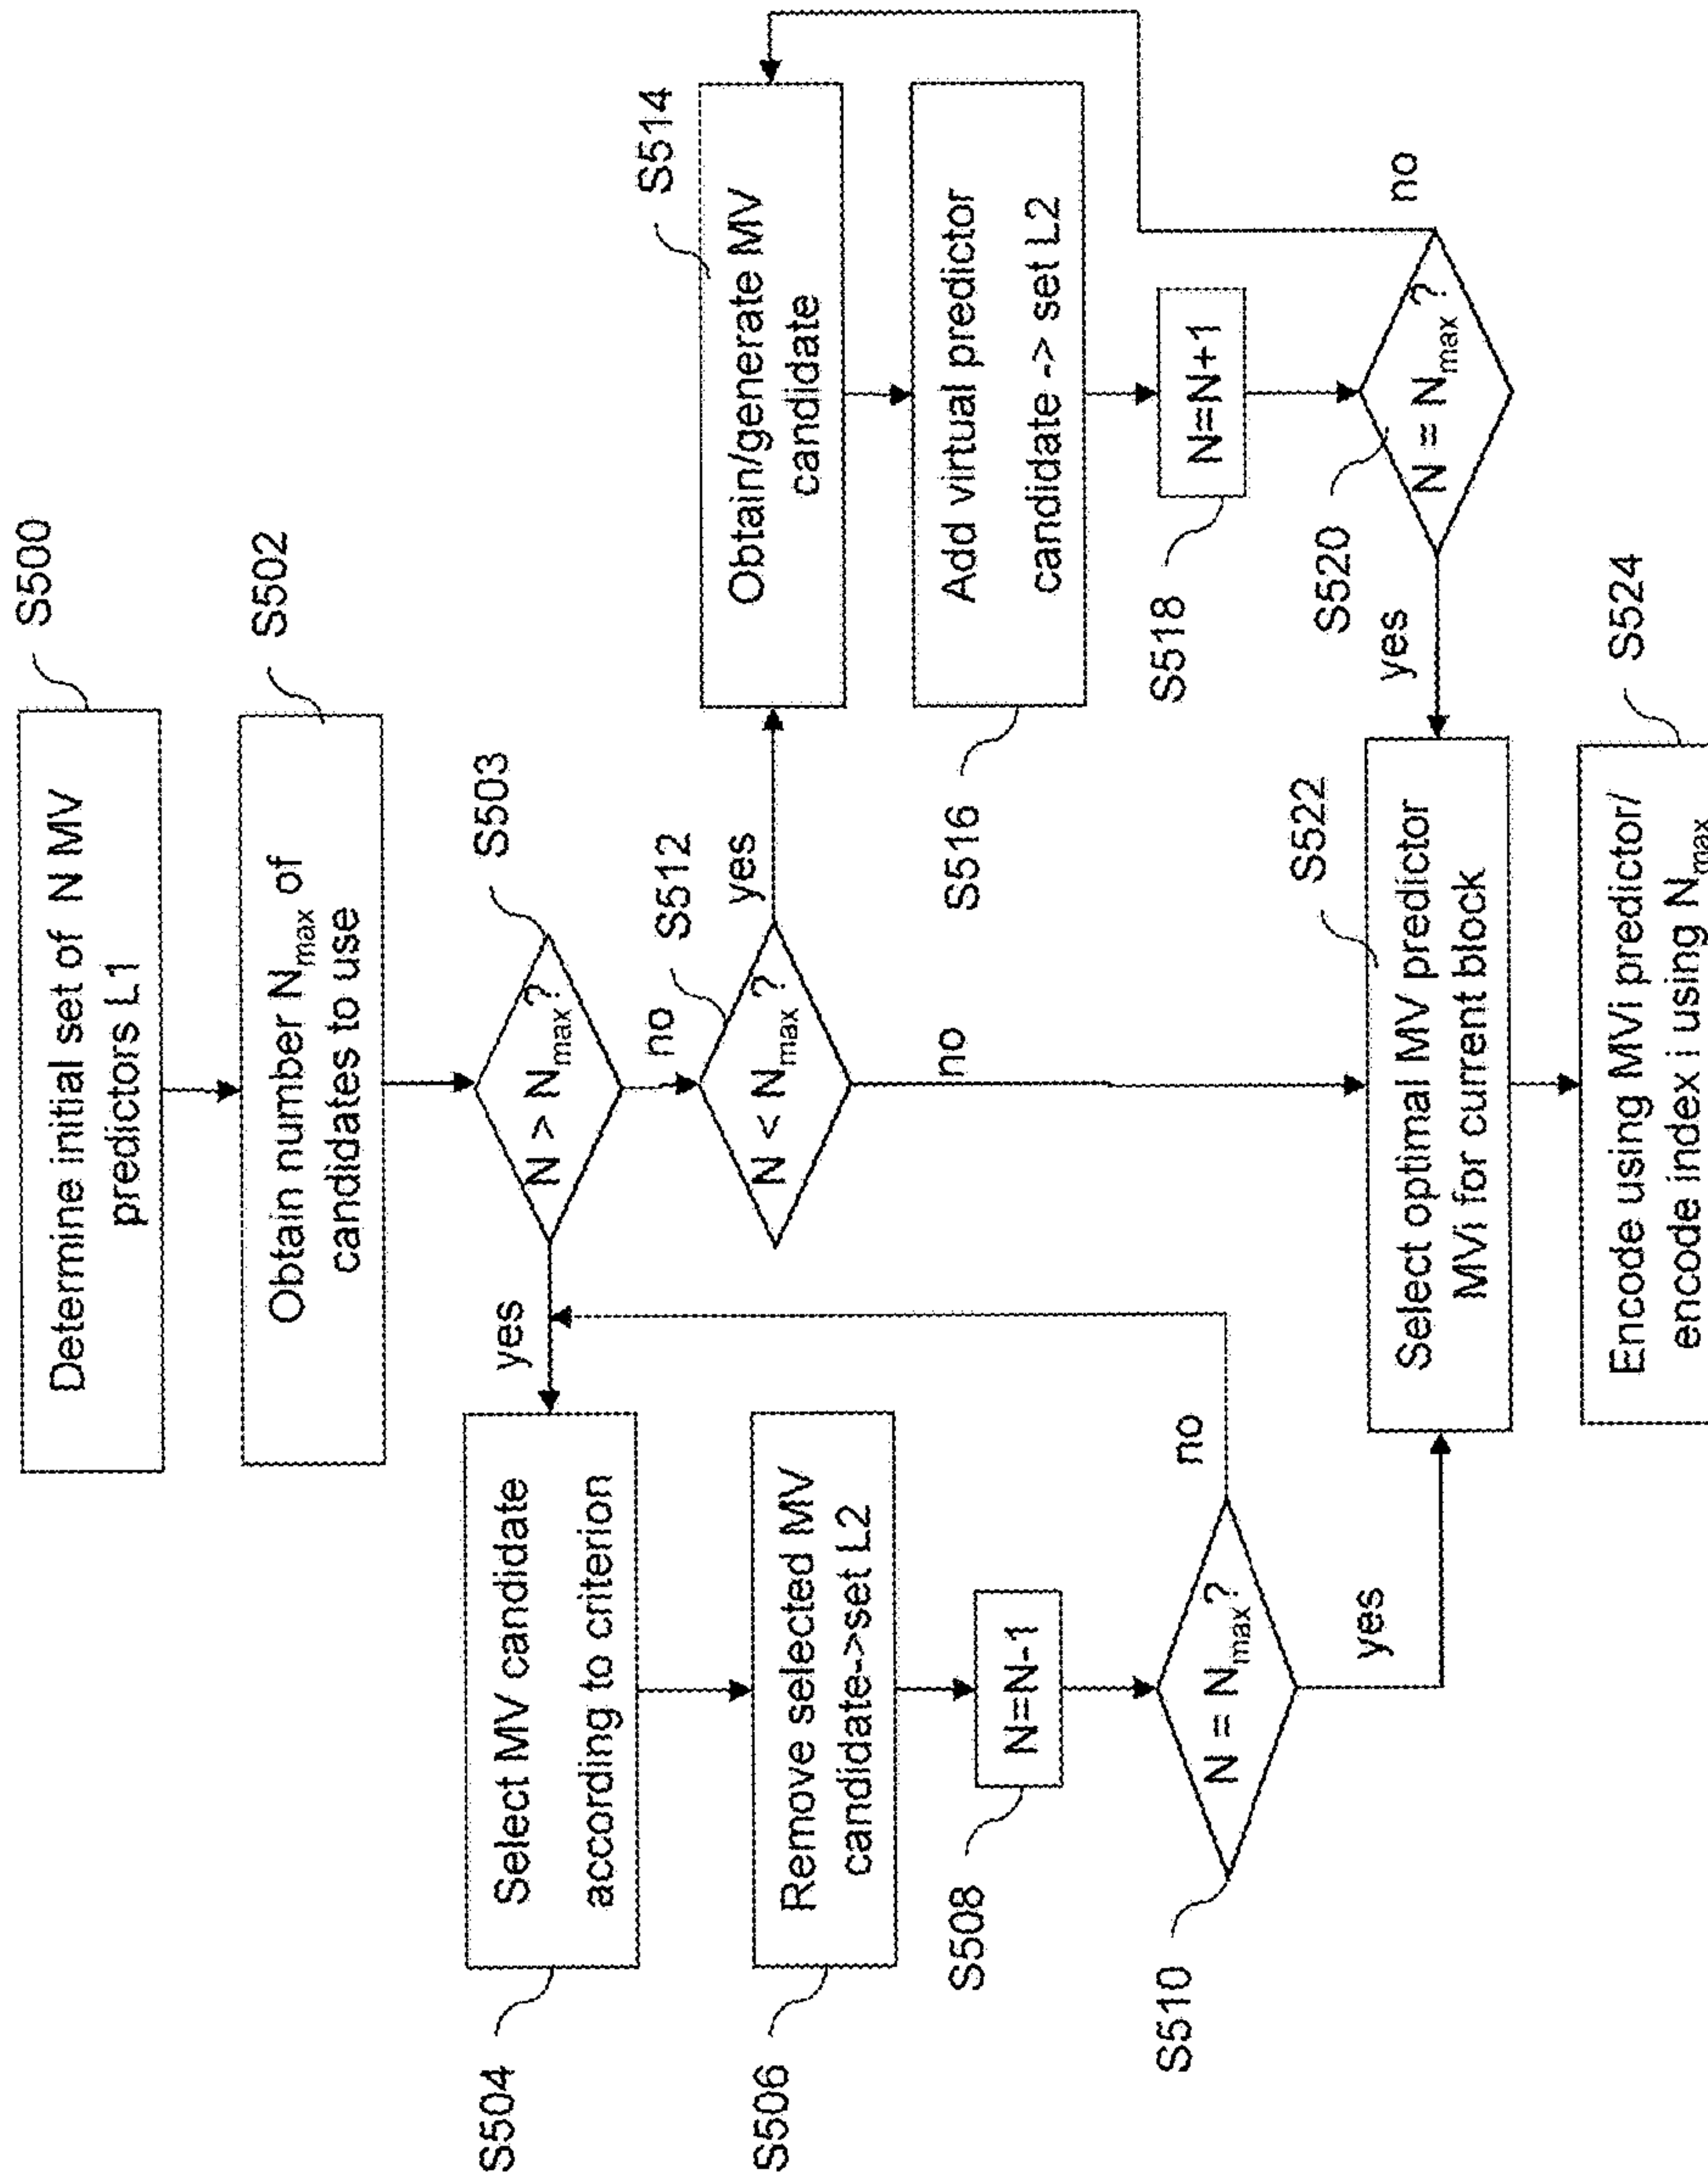 S500
Determine initial set of N MV
predictors L1
S502
Obtain number Nmax of
candidates to use
S503
N > Nmax?
yes
no
S504
Select MV candidate
according to criterion
S506
Remove selected MV
candidate->set L2
S508
N=N-1
S510
N = Nmax?
no
yes
S512
N < Nmax?
yes
no
S514
Obtain/generate MV
candidate
S516
Add virtual predictor
candidate -> set L2
S518
N=N+1
S520
N = Nmax?
no
yes
S522
Select optimal MV predictor
MVi for current block
S524
Encode using MVi predictor/
encode index i using Nmax